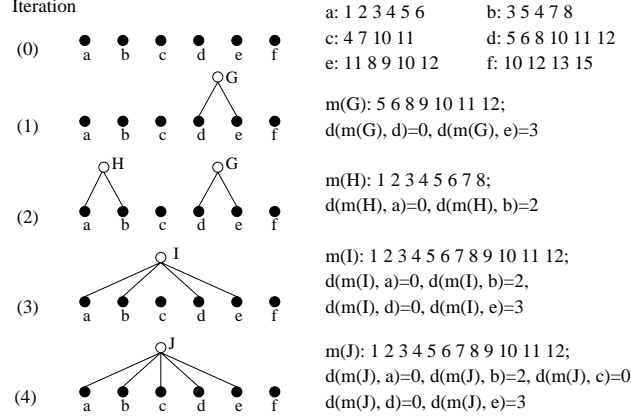 Iteration
a: 1 2 3 4 5 6 b: 3 5 4 7 8
c: 4 7 10 11 d: 5 6 8 10 11 12
e: 11 8 9 10 12 f: 10 12 13 15
(0)
a b c d e f
G
(1)
a b c d e f
m(G): 5 6 8 9 10 11 12;
d(m(G), d)=0, d(m(G), e)=3
H G
(2)
a b c d e f
m(H): 1 2 3 4 5 6 7 8;
d(m(H), a)=0, d(m(H), b)=2
I
(3)
a b c d e f
m(I): 1 2 3 4 5 6 7 8 9 10 11 12;
d(m(I), a)=0, d(m(I), b)=2,
d(m(I), d)=0, d(m(I), e)=3
J
(4)
a b c d e f
m(J): 1 2 3 4 5 6 7 8 9 10 11 12;
d(m(J), a)=0, d(m(J), b)=2, d(m(J), c)=0
d(m(J), d)=0, d(m(J), e)=3